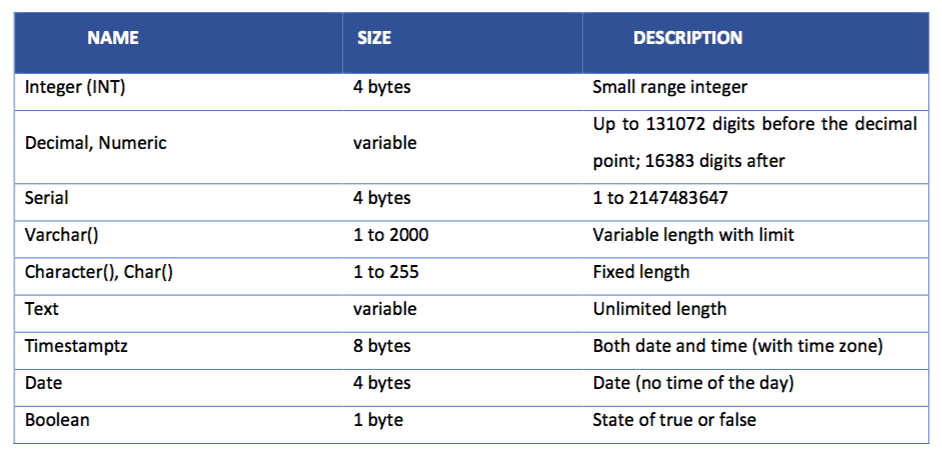 NAME SIZE DESCRIPTION
Integer (INT) 4 bytes Small range integer
Decimal, Numeric variable Up to 131072 digits before the decimal
point; 16383 digits after
Serial 4 bytes 1 to 2147483647
Varchar() 1 to 2000 Variable length with limit
Character(), Char() 1 to 255 Fixed length
Text variable Unlimited length
Timestamptz 8 bytes Both date and time (with time zone)
Date 4 bytes Date (no time of the day)
Boolean 1 byte State of true or false